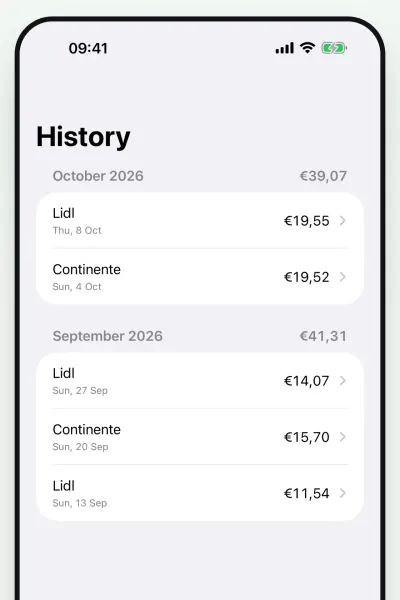 09:41
History
October 2026 €39,07
Lidl
Thu, 8 Oct
€19,55
Continente
Sun, 4 Oct
€19,52
September 2026 €41,31
Lidl
Sun, 27 Sep
€14,07
Continente
Sun, 20 Sep
€15,70
Lidl
Sun, 13 Sep
€11,54